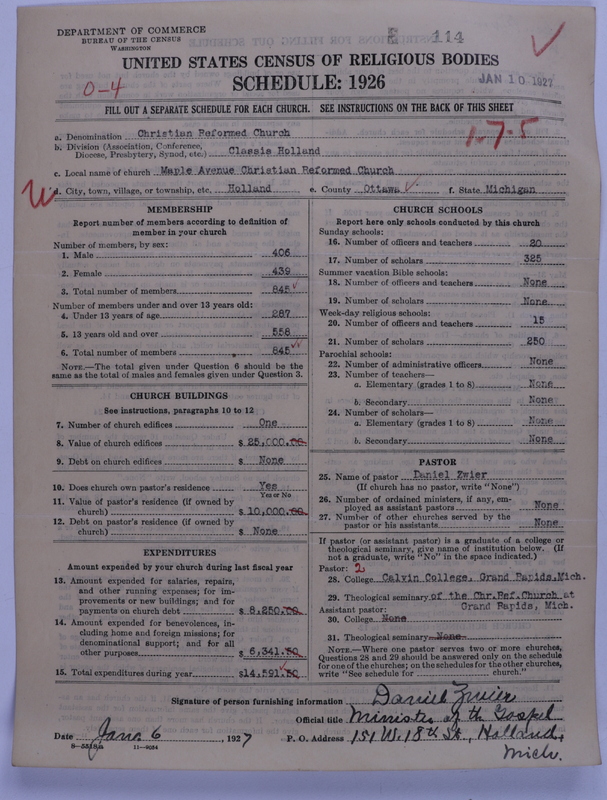 DEPARTMENT OF COMMERCE
BUREAU OF THE CENSUS
WASHINGTON
114
UNITED STATES CENSUS OF RELIGIOUS BODIES
SCHEDULE: 1926
JAN 10 1927
0-4
FILL OUT A SEPARATE SCHEDULE FOR EACH CHURCH. SEE INSTRUCTIONS ON THE BACK OF THIS SHEET
1-7-5
a. Denomination Christian Reformed Church
b. Division (Association, Conference, Diocese, Presbytery, Synod, etc.) Classis Holland
c. Local name of church Maple Avenue Christian Reformed Church
d. City, town, village, or township, etc. Holland e. County Ottawa f. State Michigan
MEMBERSHIP
Report number of members according to definition of
member in your church
Number of members, by sex:
1. Male 406
2. Female 439
3. Total number of members 845
Number of members under and over 13 years old:
4. Under 13 years of age 287
5. 13 years old and over 558
6. Total number of members 845
NOTE.—The total given under Question 6 should be
same as the total of males and females given under Question 3.
CHURCH BUILDINGS
See instructions, paragraphs 10 to 12
7. Number of church edifices One
8. Value of church edifices $ 25,000.00
9. Debt on church edifices $ None
10. Does church own pastor's residence Yes
Yes or No
11. Value of pastor's residence (if owned by
church) $ 10,000.00
12. Debt on pastor's residence (if owned by
church) $ None
EXPENDITURES
Amount expended by your church during last fiscal year
13. Amount expended for salaries, repairs,
and other running expenses; for im-
provements or new buildings; and for
payments on church debt $ 8,250.00
14. Amount expended for benevolences, in-
cluding home and foreign missions; for
denominational support; and for all
other purposes $ 6,341.50
15. Total expenditures during year $14,591.50
CHURCH SCHOOLS
Report here only schools conducted by this church
Sunday schools:
16. Number of officers and teachers 20
17. Number of scholars 325
Summer vacation Bible schools:
18. Number of officers and teachers None
19. Number of scholars None
Week-day religious schools:
20. Number of officers and teachers 15
21. Number of scholars 250
Parochial schools:
22. Number of administrative officers None
23. Number of teachers—
a. Elementary (grades 1 to 8) None
b. Secondary None
24. Number of scholars—
a. Elementary (grades 1 to 8) None
b. Secondary None
PASTOR
25. Name of pastor Daniel Zwier
(If church has no pastor, write "None")
26. Number of ordained ministers, if any, em-
ployed as assistant pastors None
27. Number of other churches served by the
pastor or his assistants None
If pastor (or assistant pastor) is a graduate of a college or
theological seminary, give name of institution below. (If
not a graduate, write "No" in the space indicated.)
Pastor: 2
28. College Calvin College, Grand Rapids, Mich.
29. Theological seminary of the Chr.Ref.Church at
Assistant pastor: Grand Rapids, Mich.
30. College None
31. Theological seminary None
NOTE.—Where one pastor serves two or more churches,
Questions 28 and 29 should be answered only on the schedule
for one of the churches; on the schedules for the other churches,
write "See schedule for church."
Signature of person furnishing information Daniel Zwier
Official title Minister of the Gospel
Date Jan. 6, 1927 P. O. Address 151 W. 18th St., Holland,
Mich.
8-5518a 11-9034